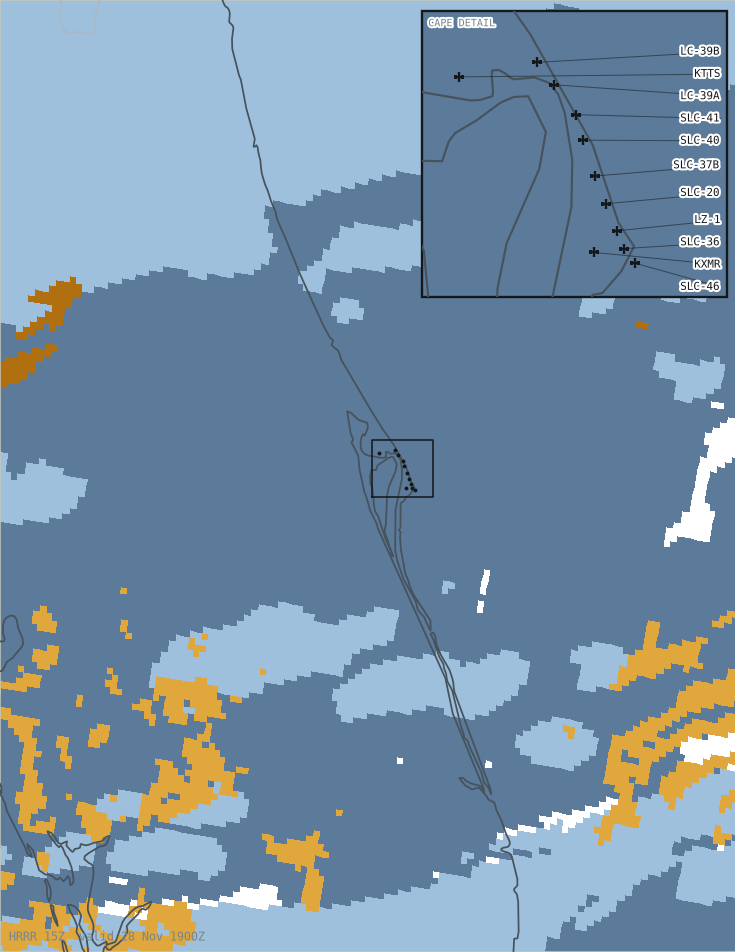 CAPE DETAIL
LC-39B
KTTS
LC-39A
SLC-41
SLC-40
SLC-37B
SLC-20
LZ-1
SLC-36
KXMR
SLC-46
HRRR 15Z valid 28 Nov 1900Z